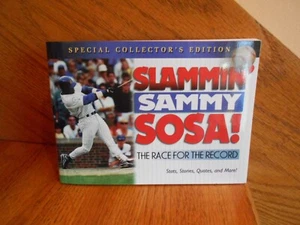 SPECIAL COLLECTOR'S EDITION
SLAMMIN'
SAMMY
SOSA!
THE RACE FOR THE RECORD
Stats, Stories, Quotes, and More!